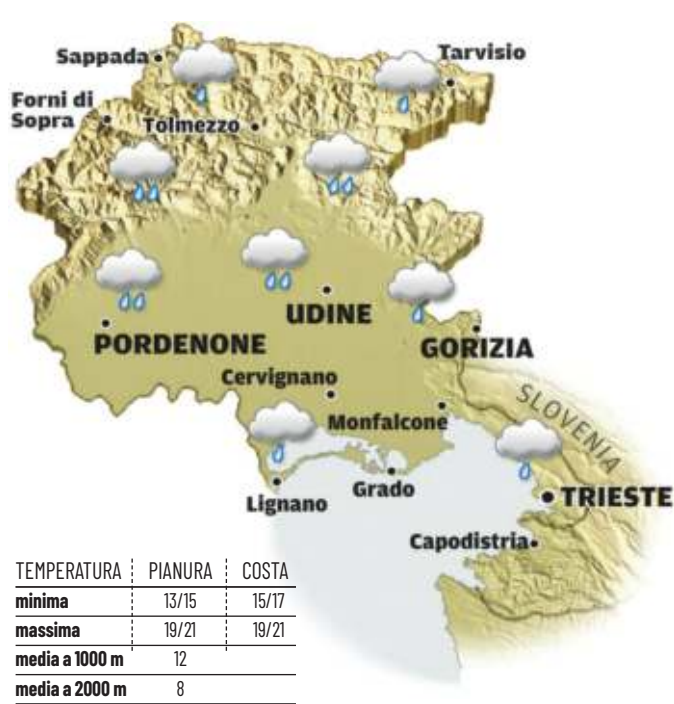 Sappada
Tarvisio
Forni di
Sopra
Tolmezzo
UDINE
PORDENONE
GORIZIA
Cervignano
SLOVENIA
Monfalcone
Grado
Lignano
TRIESTE
Capodistria
TEMPERATURA PIANURA COSTA
minima 13/15 15/17
massima 19/21 19/21
media a 1000 m 12
media a 2000 m 8